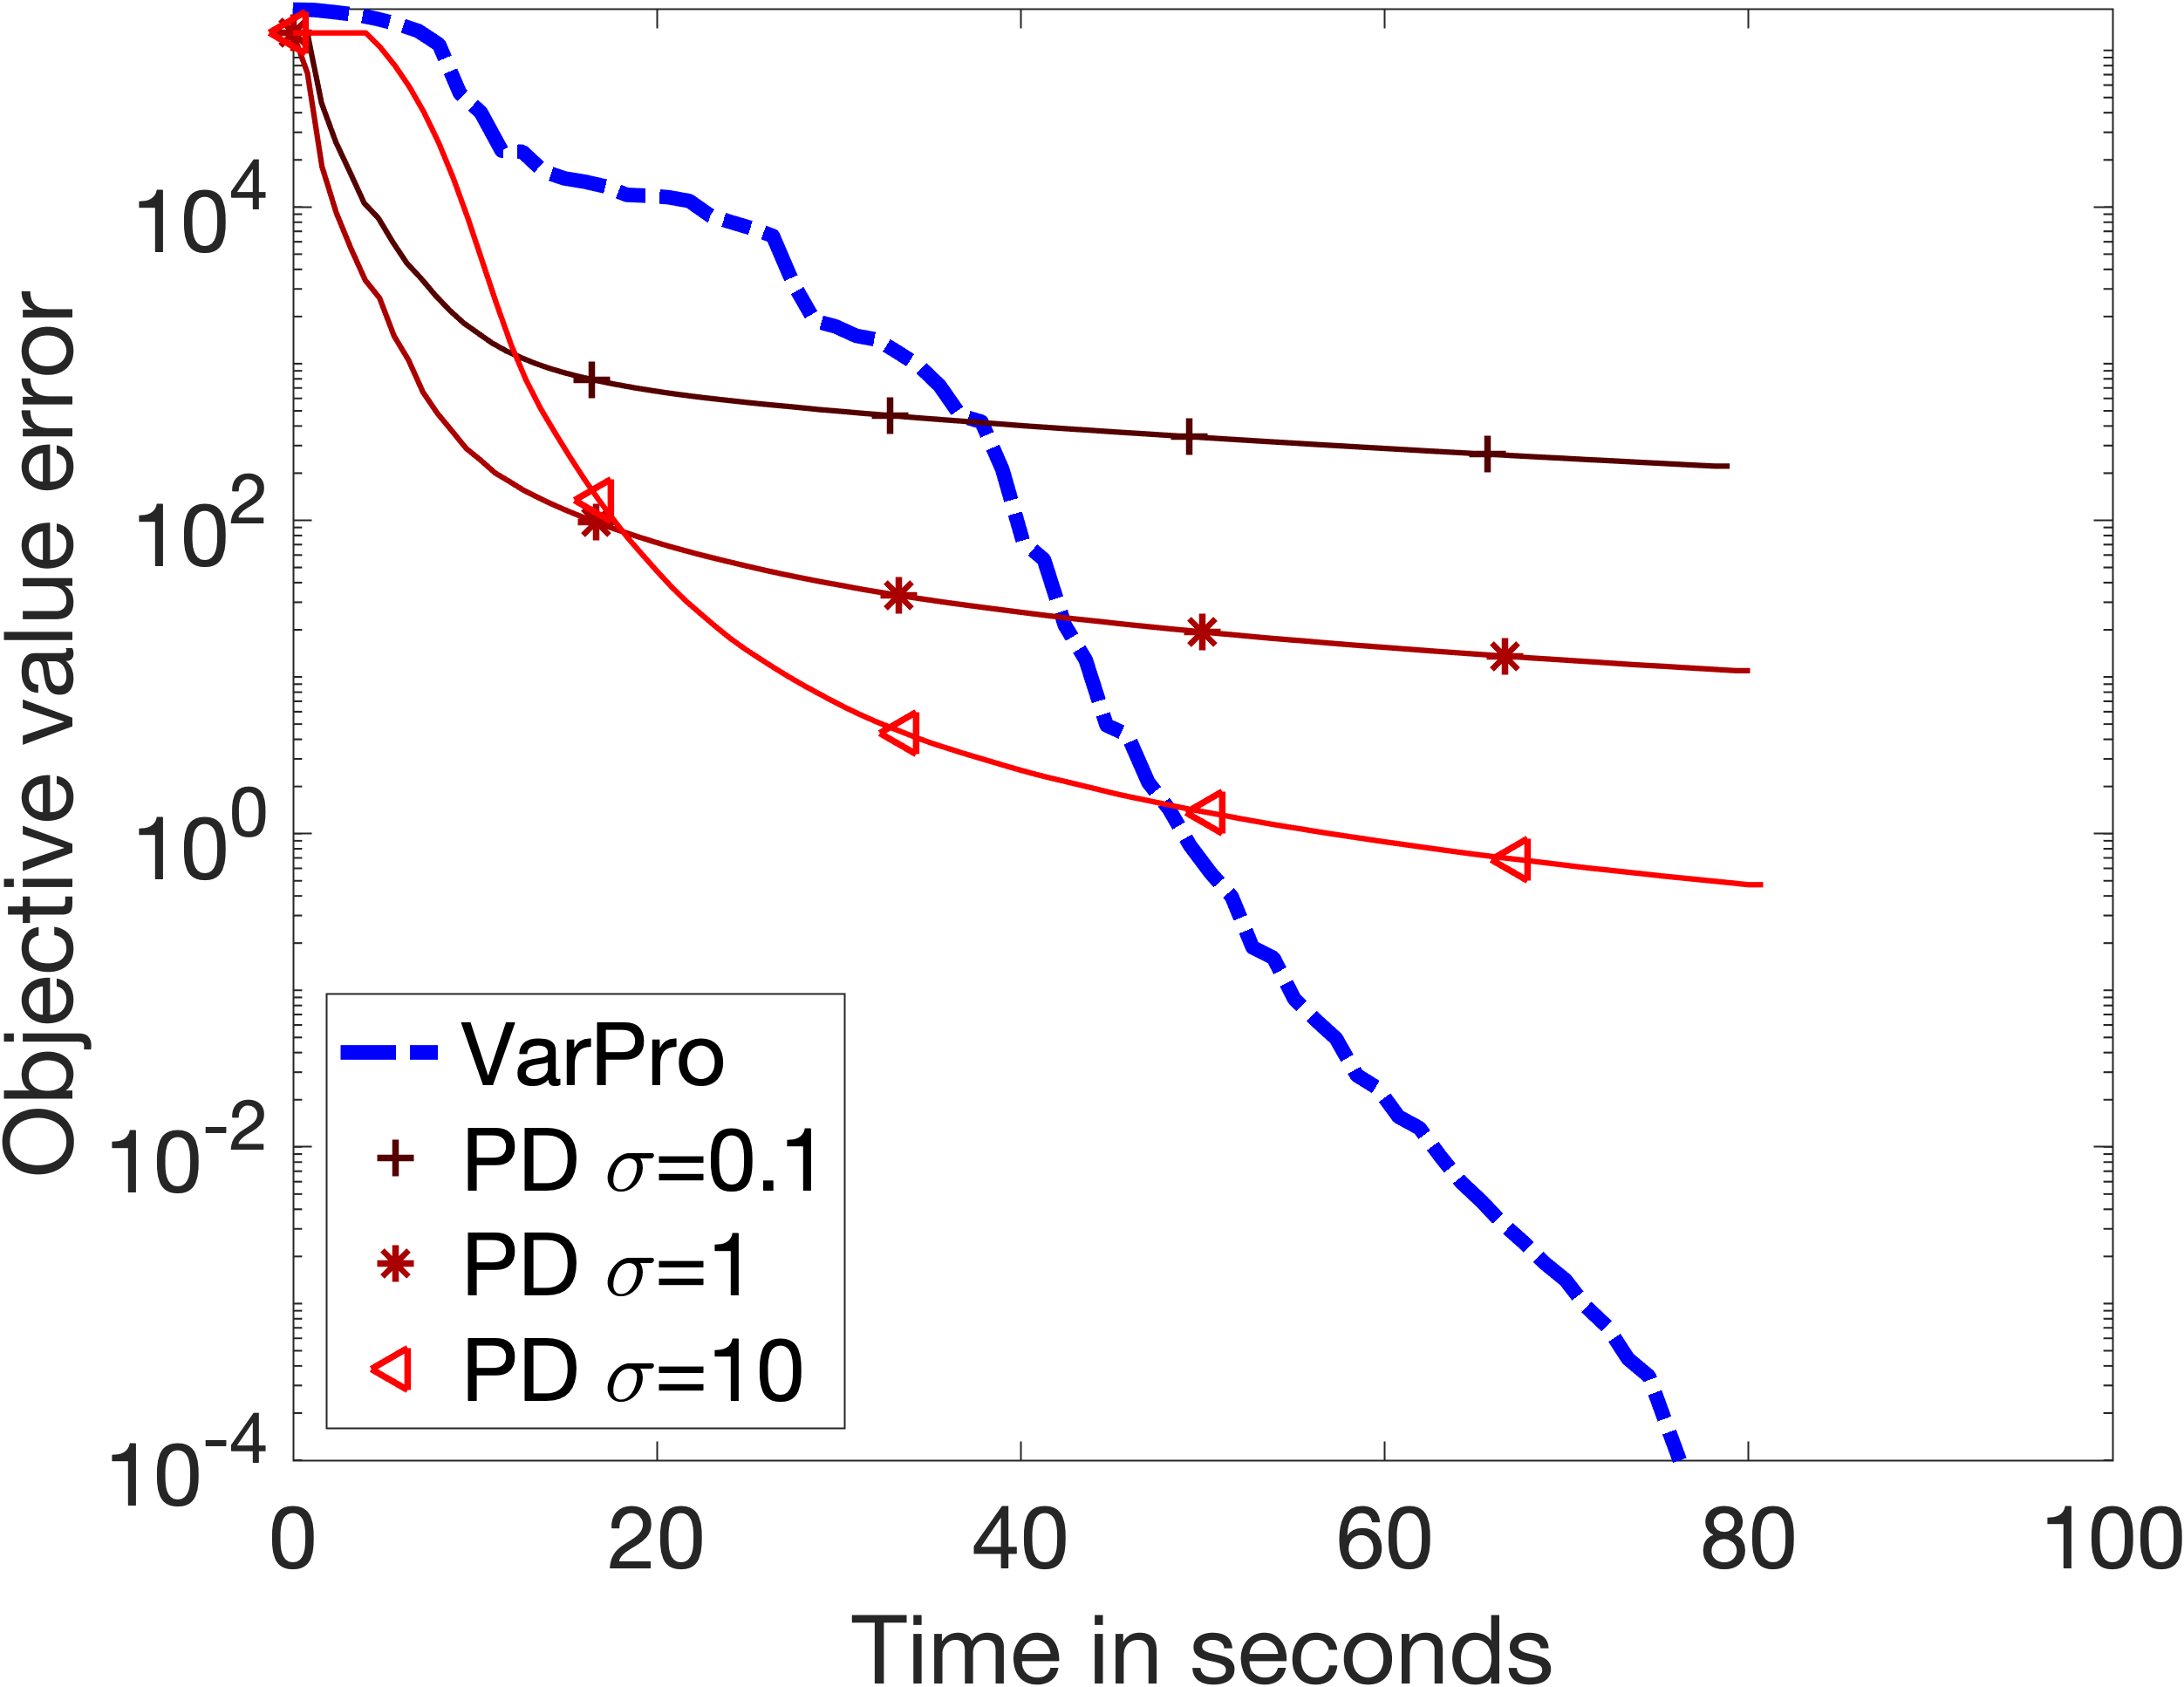 Objective value error
10^4
10^2
10^0
10^-2
10^-4
VarPro
PD σ=0.1
PD σ=1
PD σ=10
0 20 40 60 80 100
Time in seconds